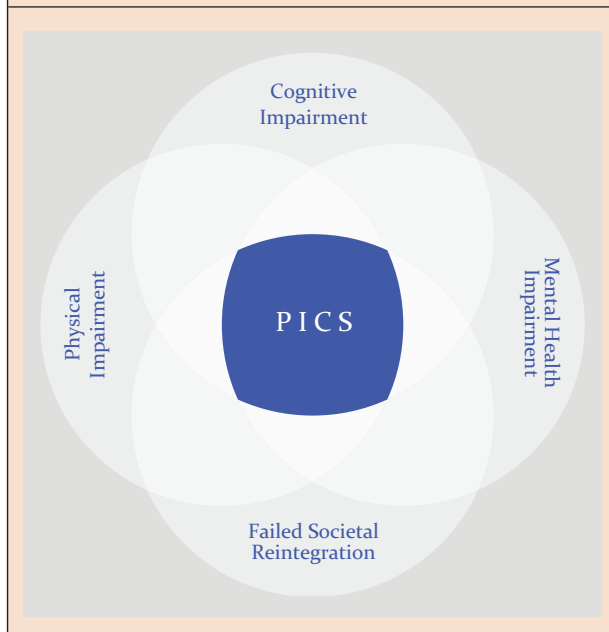 Cognitive
Impairment
Physical
Impairment
PICS
Mental Health
Impairment
Failed Societal
Reintegration